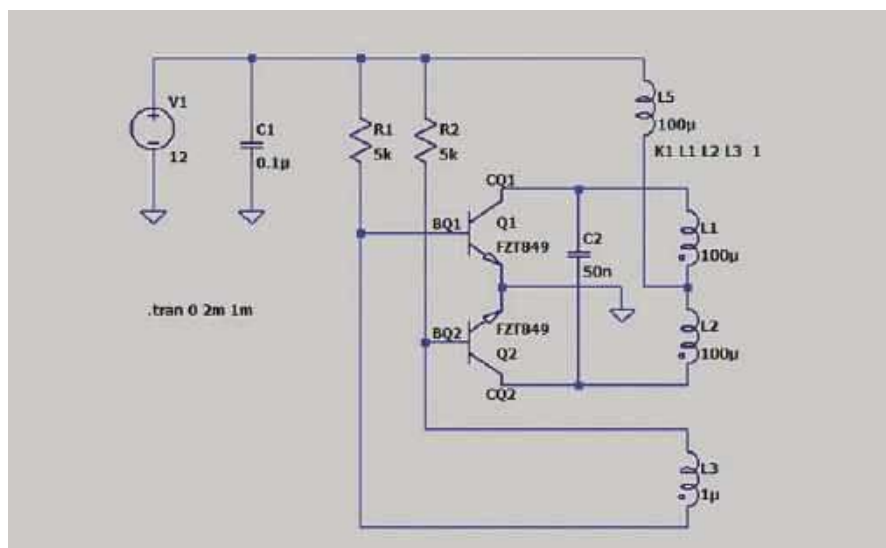 V1
12
C1
0.1µ
R1
5k
R2
5k
L5
100µ
K1 L1 L2 L3 1
CQ1
BQ1
Q1
FZT849
C2
50n
L1
100µ
.tran 0 2m 1m
BQ2
FZT849
Q2
CQ2
L2
100µ
L3
1µ